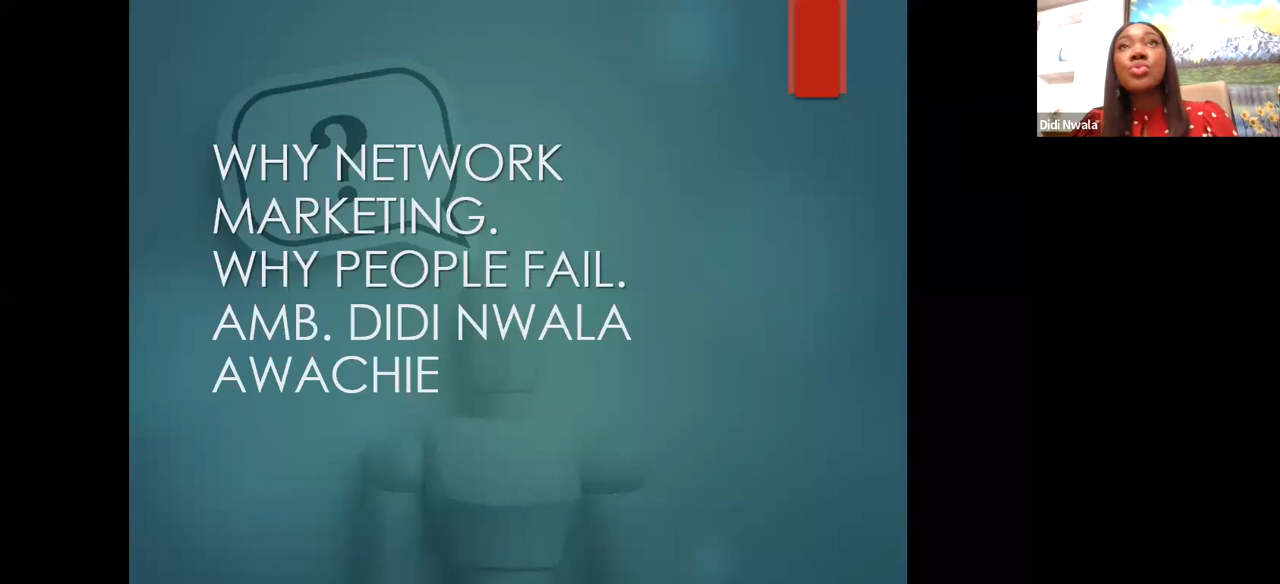 ?
WHY NETWORK
MARKETING.
WHY PEOPLE FAIL.
AMB. DIDI NWALA
AWACHIE
Didi Nwala